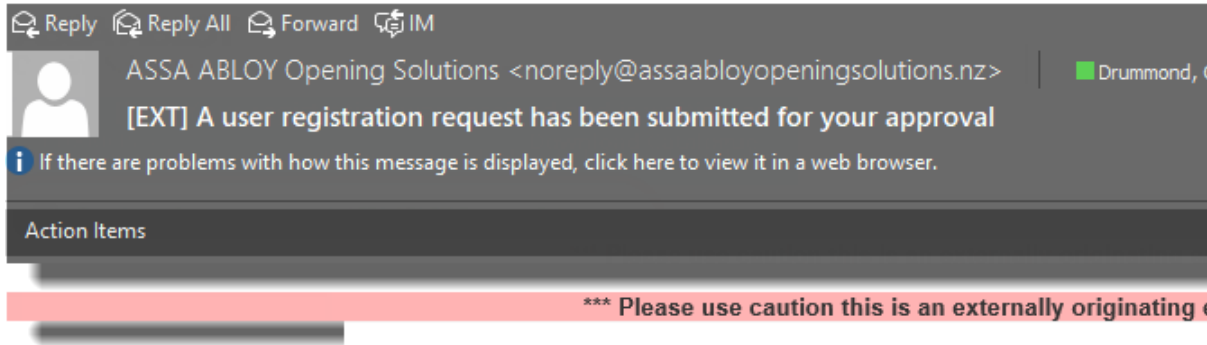 Reply Reply All Forward IM
ASSA ABLOY Opening Solutions <noreply@assaabloyopeningsolutions.nz> Drummond,
[EXT] A user registration request has been submitted for your approval
If there are problems with how this message is displayed, click here to view it in a web browser.
Action Items
*** Please use caution this is an externally originating